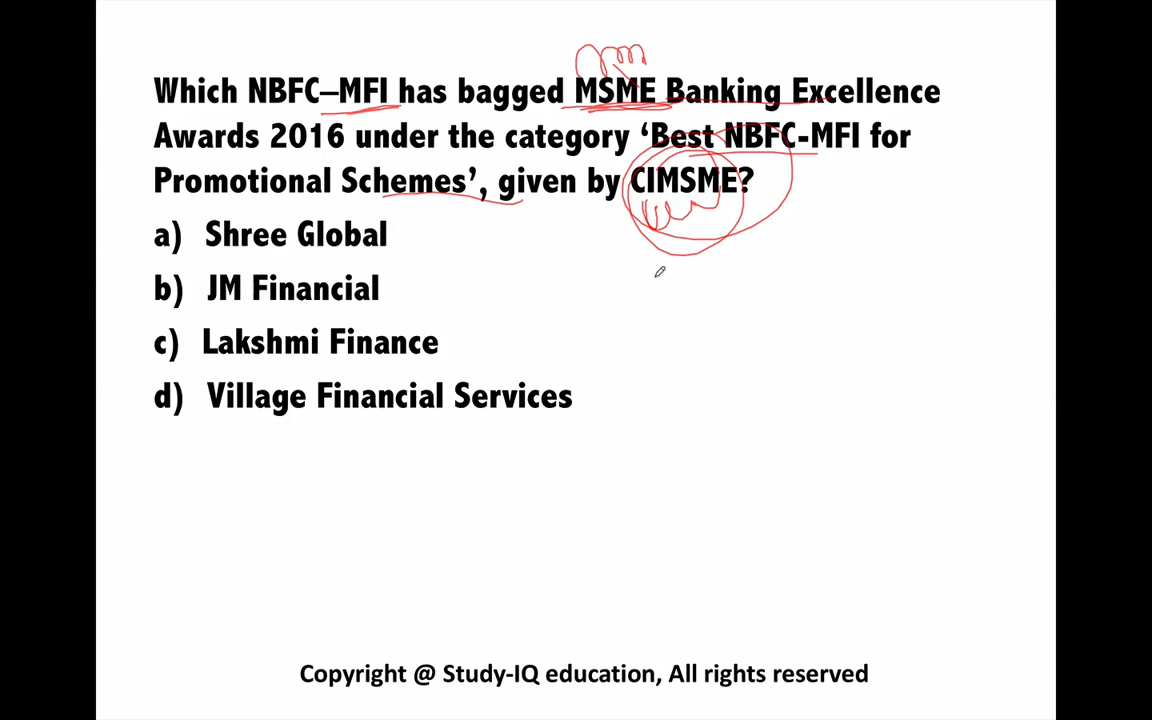 Which NBFC–MFI has bagged MSME Banking Excellence
Awards 2016 under the category ‘Best NBFC-MFI for
Promotional Schemes’, given by CIMSME?
a) Shree Global
b) JM Financial
c) Lakshmi Finance
d) Village Financial Services
Copyright @ Study-IQ education, All rights reserved